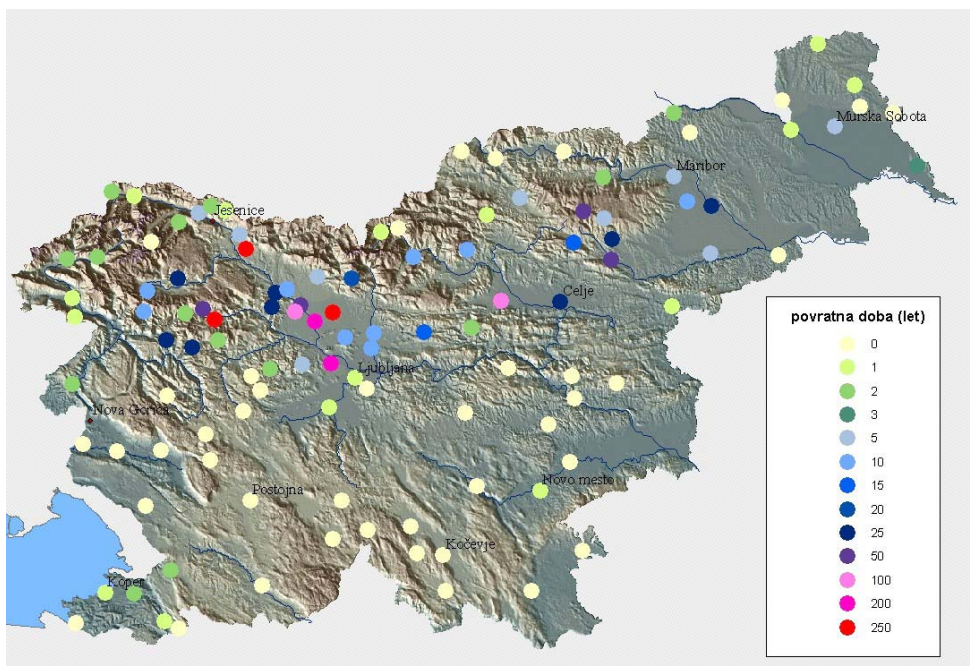 Murska Sobota
Maribor
Jesenice
Celje
Ljubljana
Nova Gorica
Novo mesto
Postojna
Kočevje
Koper
povratna doba (let)
0
1
2
3
5
10
15
20
25
50
100
200
250